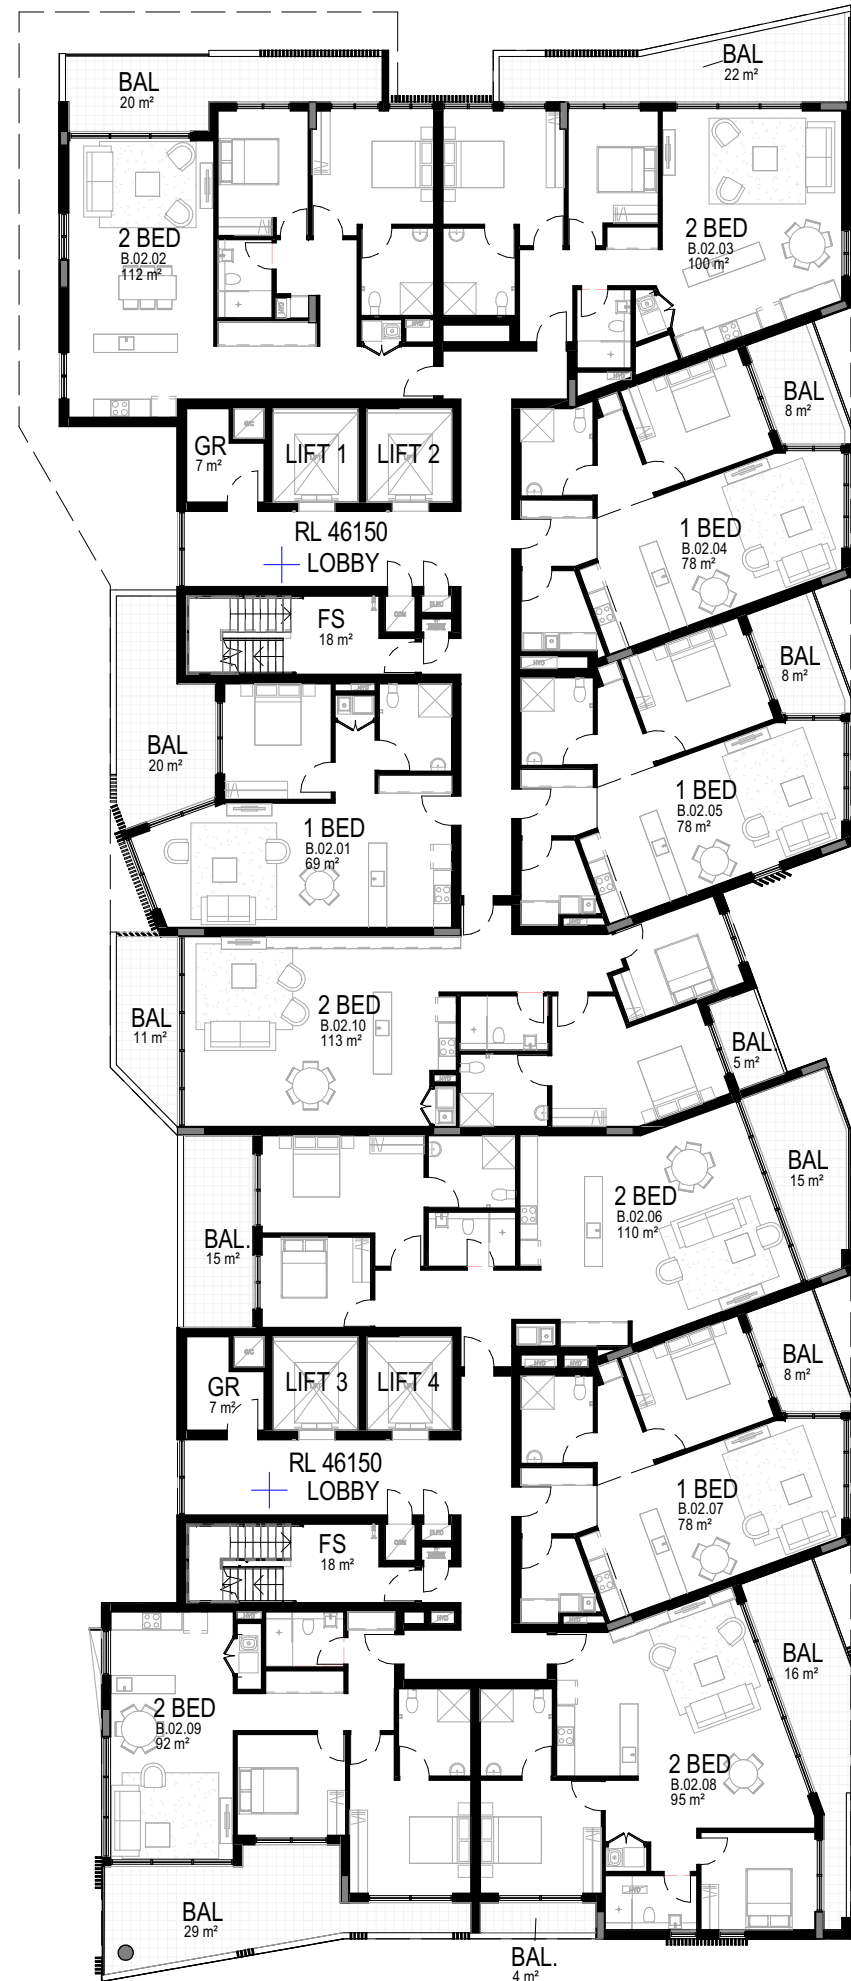 BAL
20 m²
BAL
22 m²
2 BED
B.02.02
112 m²
2 BED
B.02.03
100 m²
BAL
8 m²
GR
7 m²
LIFT 1
LIFT 2
1 BED
B.02.04
78 m²
RL 46150
LOBBY
FS
18 m²
BAL
8 m²
BAL
20 m²
1 BED
B.02.01
69 m²
1 BED
B.02.05
78 m²
2 BED
B.02.10
113 m²
BAL
11 m²
BAL.
5 m²
BAL
15 m²
2 BED
B.02.06
110 m²
BAL.
15 m²
BAL
8 m²
GR
7 m²
LIFT 3
LIFT 4
RL 46150
LOBBY
1 BED
B.02.07
78 m²
FS
18 m²
BAL
16 m²
2 BED
B.02.09
92 m²
2 BED
B.02.08
95 m²
BAL
29 m²
BAL.
4 m²